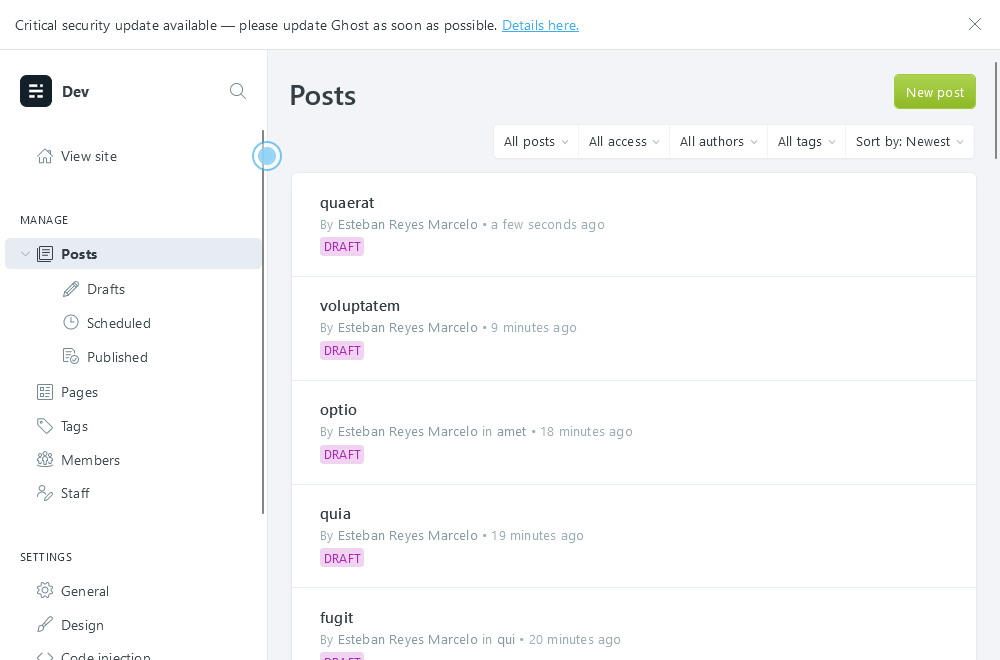 Critical security update available — please update Ghost as soon as possible. Details here.
Dev
View site
MANAGE
Posts
Drafts
Scheduled
Published
Pages
Tags
Members
Staff
SETTINGS
General
Design
Code injection
Posts
New post
All posts
All access
All authors
All tags
Sort by: Newest
quaerat
By Esteban Reyes Marcelo • a few seconds ago
DRAFT
voluptatem
By Esteban Reyes Marcelo • 9 minutes ago
DRAFT
optio
By Esteban Reyes Marcelo in amet • 18 minutes ago
DRAFT
quia
By Esteban Reyes Marcelo • 19 minutes ago
DRAFT
fugit
By Esteban Reyes Marcelo in qui • 20 minutes ago
DRAFT